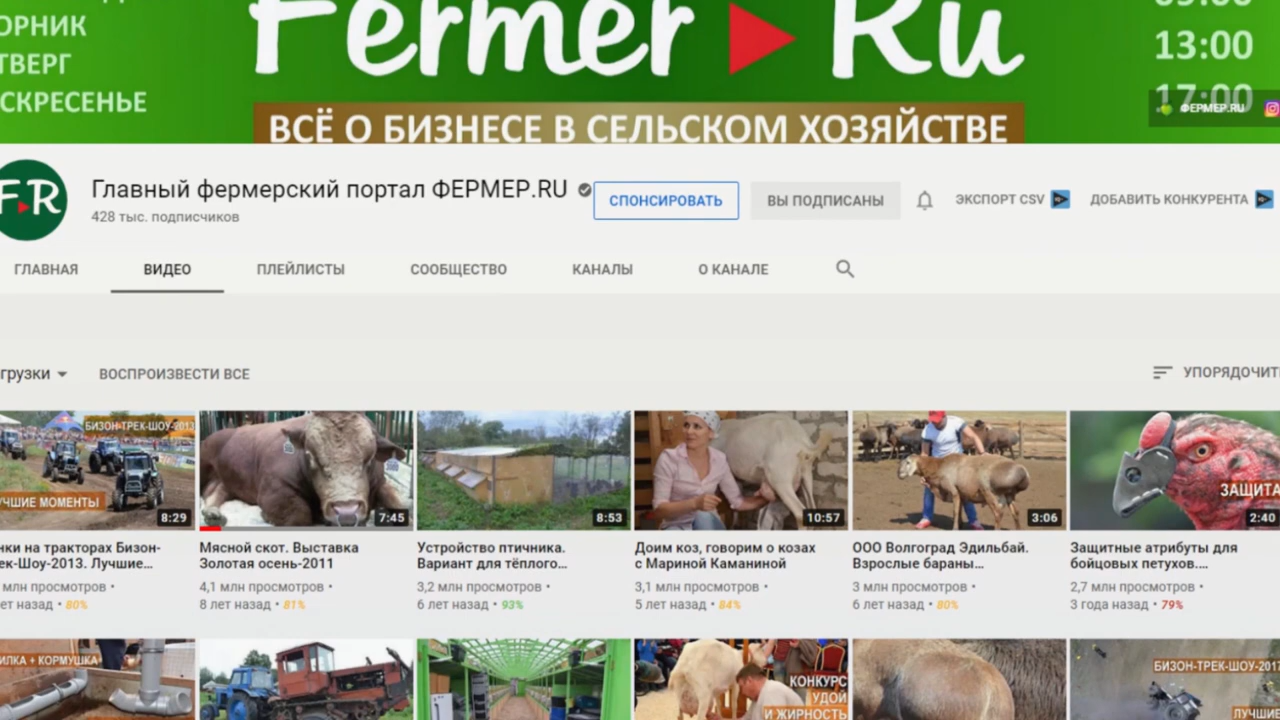 ОРНИК
ТВЕРГ
СКРЕСЕНЬЕ
Fermer Ru
ВСЁ О БИЗНЕСЕ В СЕЛЬСКОМ ХОЗЯЙСТВЕ
13:00
17:00
ФЕРМЕР.RU
FR
Главный фермерский портал ФЕРМЕР.RU
428 тыс. подписчиков
СПОНСИРОВАТЬ
ВЫ ПОДПИСАНЫ
ЭКСПОРТ CSV
ДОБАВИТЬ КОНКУРЕНТА
ГЛАВНАЯ
ВИДЕО
ПЛЕЙЛИСТЫ
СООБЩЕСТВО
КАНАЛЫ
О КАНАЛЕ
грузки
ВОСПРОИЗВЕСТИ ВСЕ
УПОРЯДОЧИТ
БИЗОН-ТРЕК-ШОУ-2013
ЧШИЕ МОМЕНТЫ
8:29
7:45
8:53
10:57
3:06
ЗАЩИТА
2:40
нки на тракторах Бизон-
ек-Шоу-2013. Лучшие...
млн просмотров •
ет назад • 80%
Мясной скот. Выставка
Золотая осень-2011
4,1 млн просмотров •
8 лет назад • 81%
Устройство птичника.
Вариант для тёплого...
3,2 млн просмотров •
6 лет назад • 93%
Доим коз, говорим о козах
с Мариной Каманиной
3,1 млн просмотров •
5 лет назад • 84%
ООО Волгоград Эдильбай.
Взрослые бараны...
3 млн просмотров •
6 лет назад • 80%
Защитные атрибуты для
бойцовых петухов....
2,7 млн просмотров •
3 года назад • 79%
ИЛКА + КОРМУШКА
КОНКУРС
УДОЙ
И ЖИРНОСТЬ
БИЗОН-ТРЕК-ШОУ-2017
ЛУЧШИЕ